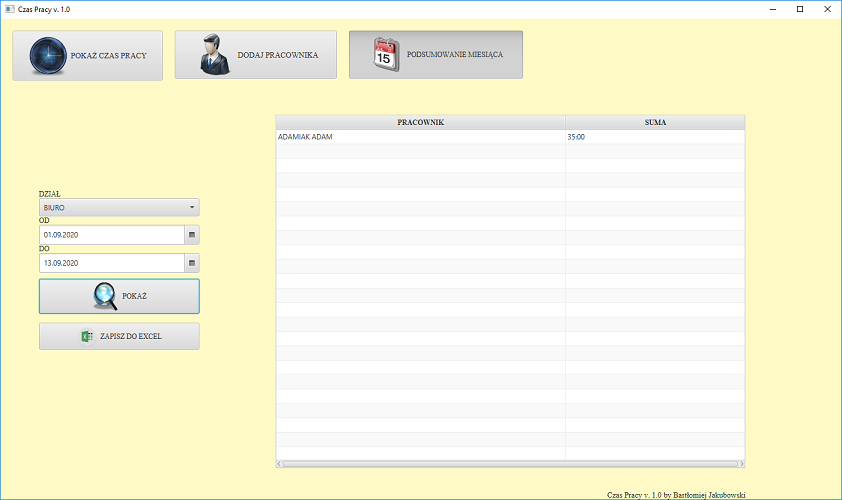 Czas Pracy v. 1.0
POKAŻ CZAS PRACY
DODAJ PRACOWNIKA
15
PODSUMOWANIE MIESIĄCA
PRACOWNIK SUMA
ADAMIAK ADAM 35:00
DZIAŁ
BIURO
OD
01.09.2020
DO
13.09.2020
POKAŻ
ZAPISZ DO EXCEL
Czas Pracy v. 1.0 by Bartłomiej Jakubowski